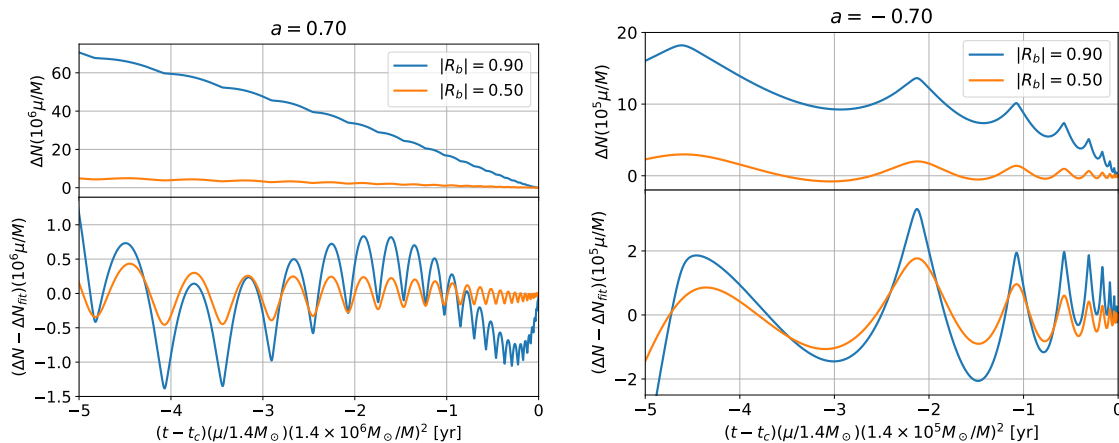 a = 0.70
ΔN(10⁶μ/M)
60
40
20
0
|R_b| = 0.90
|R_b| = 0.50
(ΔN − ΔN_fit)(10⁶μ/M)
1.0
0.5
0.0
−0.5
−1.0
−1.5
−5 −4 −3 −2 −1 0
(t − t_c)(μ/1.4M_⊙)(1.4 × 10⁶M_⊙/M)² [yr]
a = −0.70
ΔN(10⁵μ/M)
20
10
0
|R_b| = 0.90
|R_b| = 0.50
(ΔN − ΔN_fit)(10⁵μ/M)
2
0
−2
−5 −4 −3 −2 −1 0
(t − t_c)(μ/1.4M_⊙)(1.4 × 10⁵M_⊙/M)² [yr]